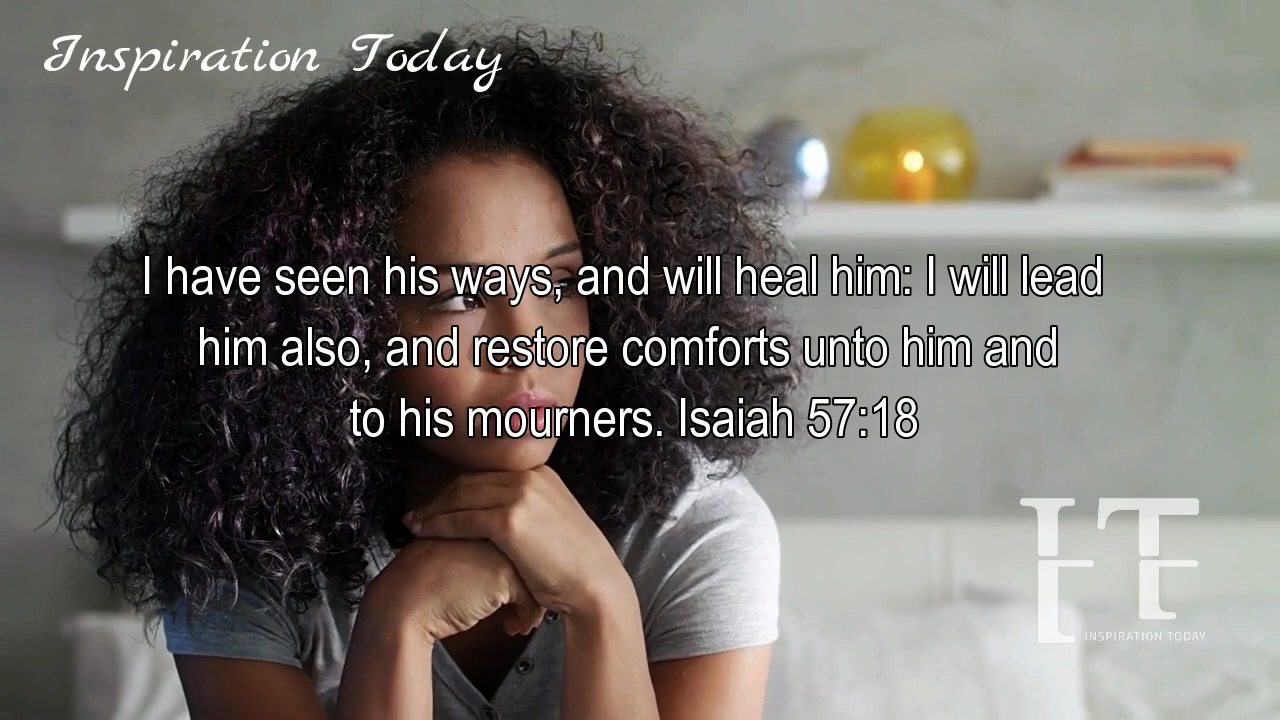 Inspiration Today
I have seen his ways, and will heal him: I will lead
him also, and restore comforts unto him and
to his mourners. Isaiah 57:18
IT
INSPIRATION TODAY